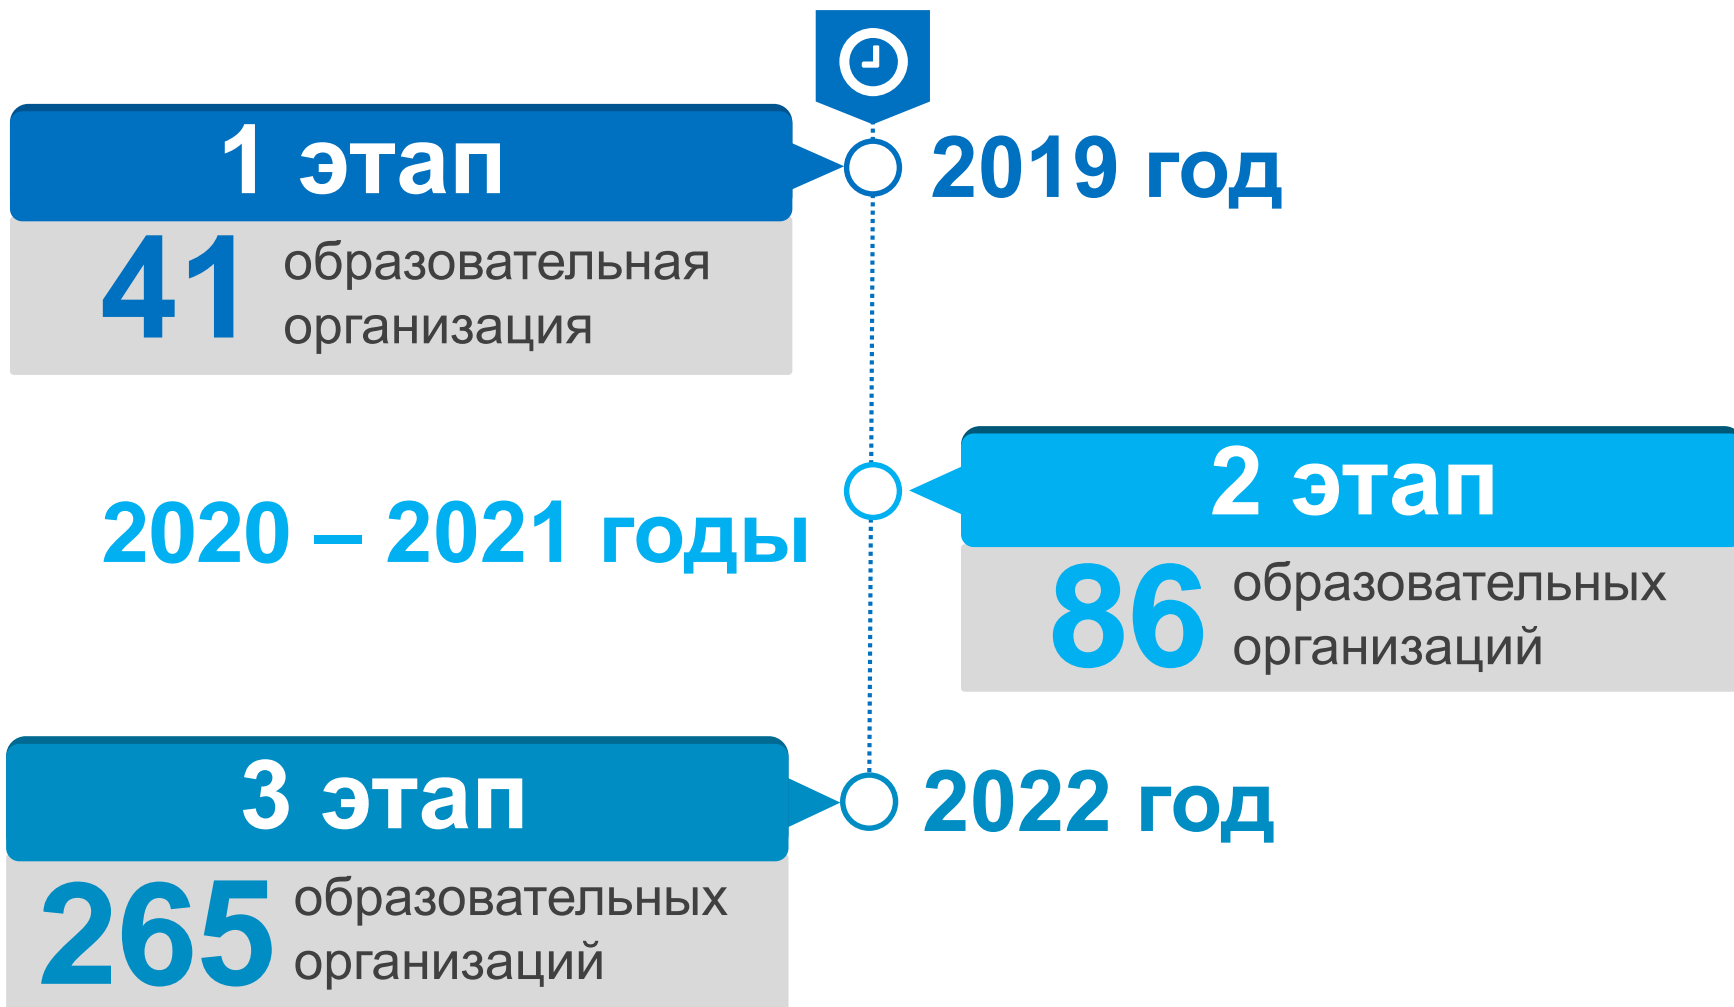 1 этап
2019 год
41
образовательная
организация
2020 – 2021 годы
2 этап
86
образовательных
организаций
3 этап
2022 год
265
образовательных
организаций